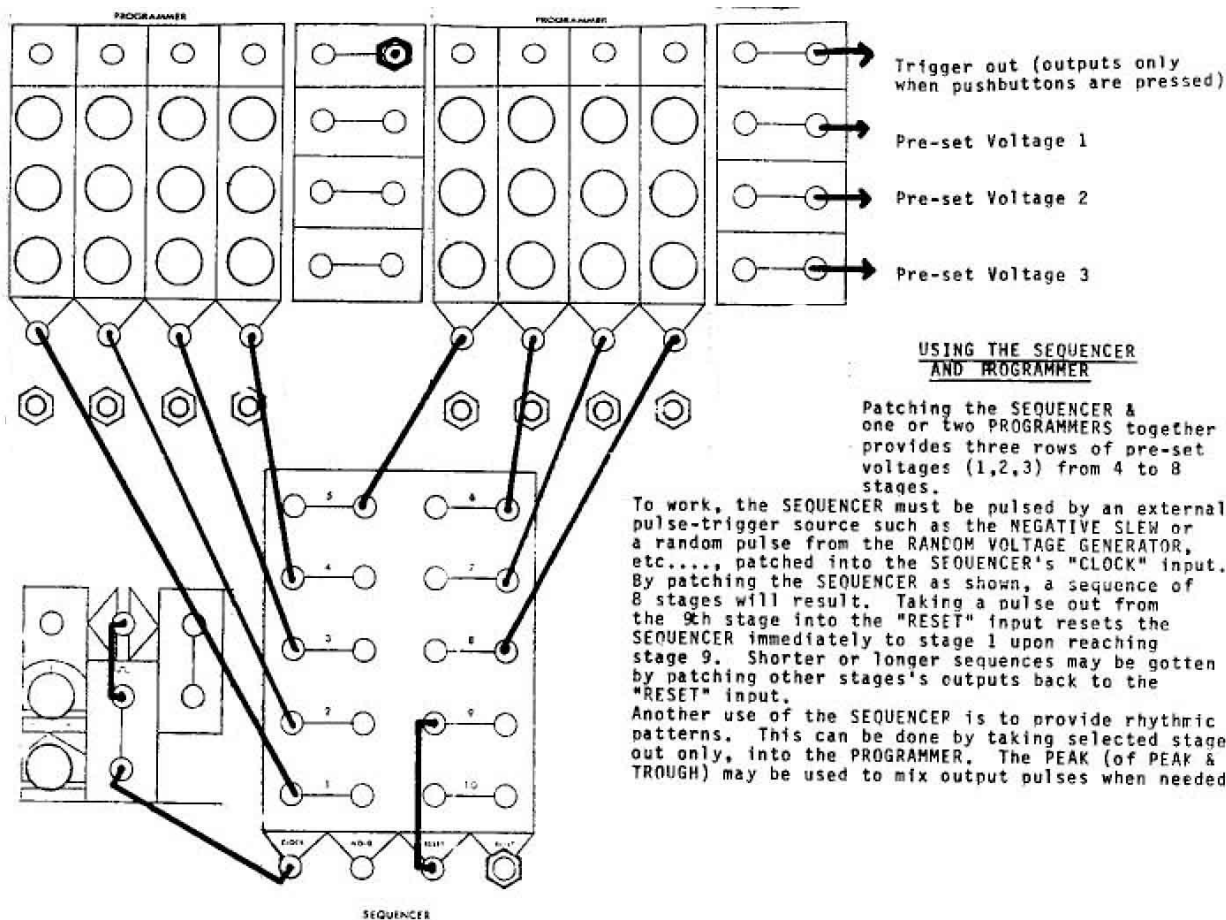 PROGRAMMER
PROGRAMMER
Trigger out (outputs only
when pushbuttons are pressed)
Pre-set Voltage 1
Pre-set Voltage 2
Pre-set Voltage 3
USING THE SEQUENCER
AND PROGRAMMER
Patching the SEQUENCER &
one or two PROGRAMMERS together
provides three rows of pre-set
voltages (1,2,3) from 4 to 8
stages.
To work, the SEQUENCER must be pulsed by an external
pulse-trigger source such as the NEGATIVE SLEW or
a random pulse from the RANDOM VOLTAGE GENERATOR,
etc...., patched into the SEQUENCER's "CLOCK" input.
By patching the SEQUENCER as shown, a sequence of
8 stages will result. Taking a pulse out from
the 9th stage into the "RESET" input resets the
SEQUENCER immediately to stage 1 upon reaching
stage 9. Shorter or longer sequences may be gotten
by patching other stages's outputs back to the
"RESET" input.
Another use of the SEQUENCER is to provide rhythmic
patterns. This can be done by taking selected stage
out only, into the PROGRAMMER. The PEAK (of PEAK &
TROUGH) may be used to mix output pulses when needed
5 6
4 7
3 8
2 9
1 10
CLOCK RESET
SEQUENCER